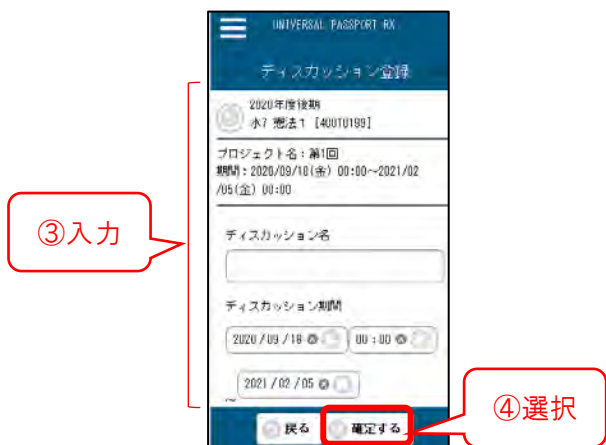 UNIVERSAL PASSPORT RX
ディスカッション登録
2020年度後期
水7 憲法1 [40010199]
プロジェクト名：第1回
期間：2020/09/18(金) 00:00～2021/02
/05(金) 00:00
③入力
ディスカッション名
ディスカッション期間
2020/09/18 00:00
2021/02/05
～
戻る 確定する
④選択